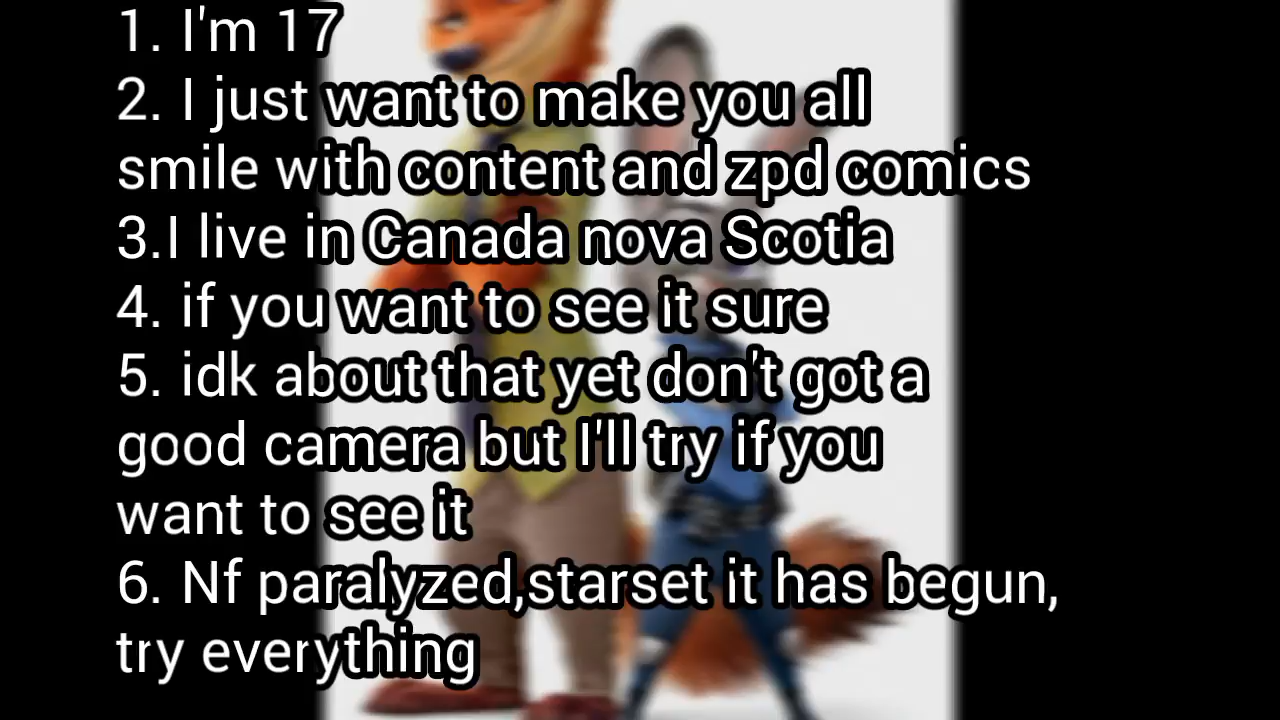 1. I'm 17
2. I just want to make you all
smile with content and zpd comics
3.I live in Canada nova Scotia
4. if you want to see it sure
5. idk about that yet don't got a
good camera but I'll try if you
want to see it
6. Nf paralyzed,starset it has begun,
try everything